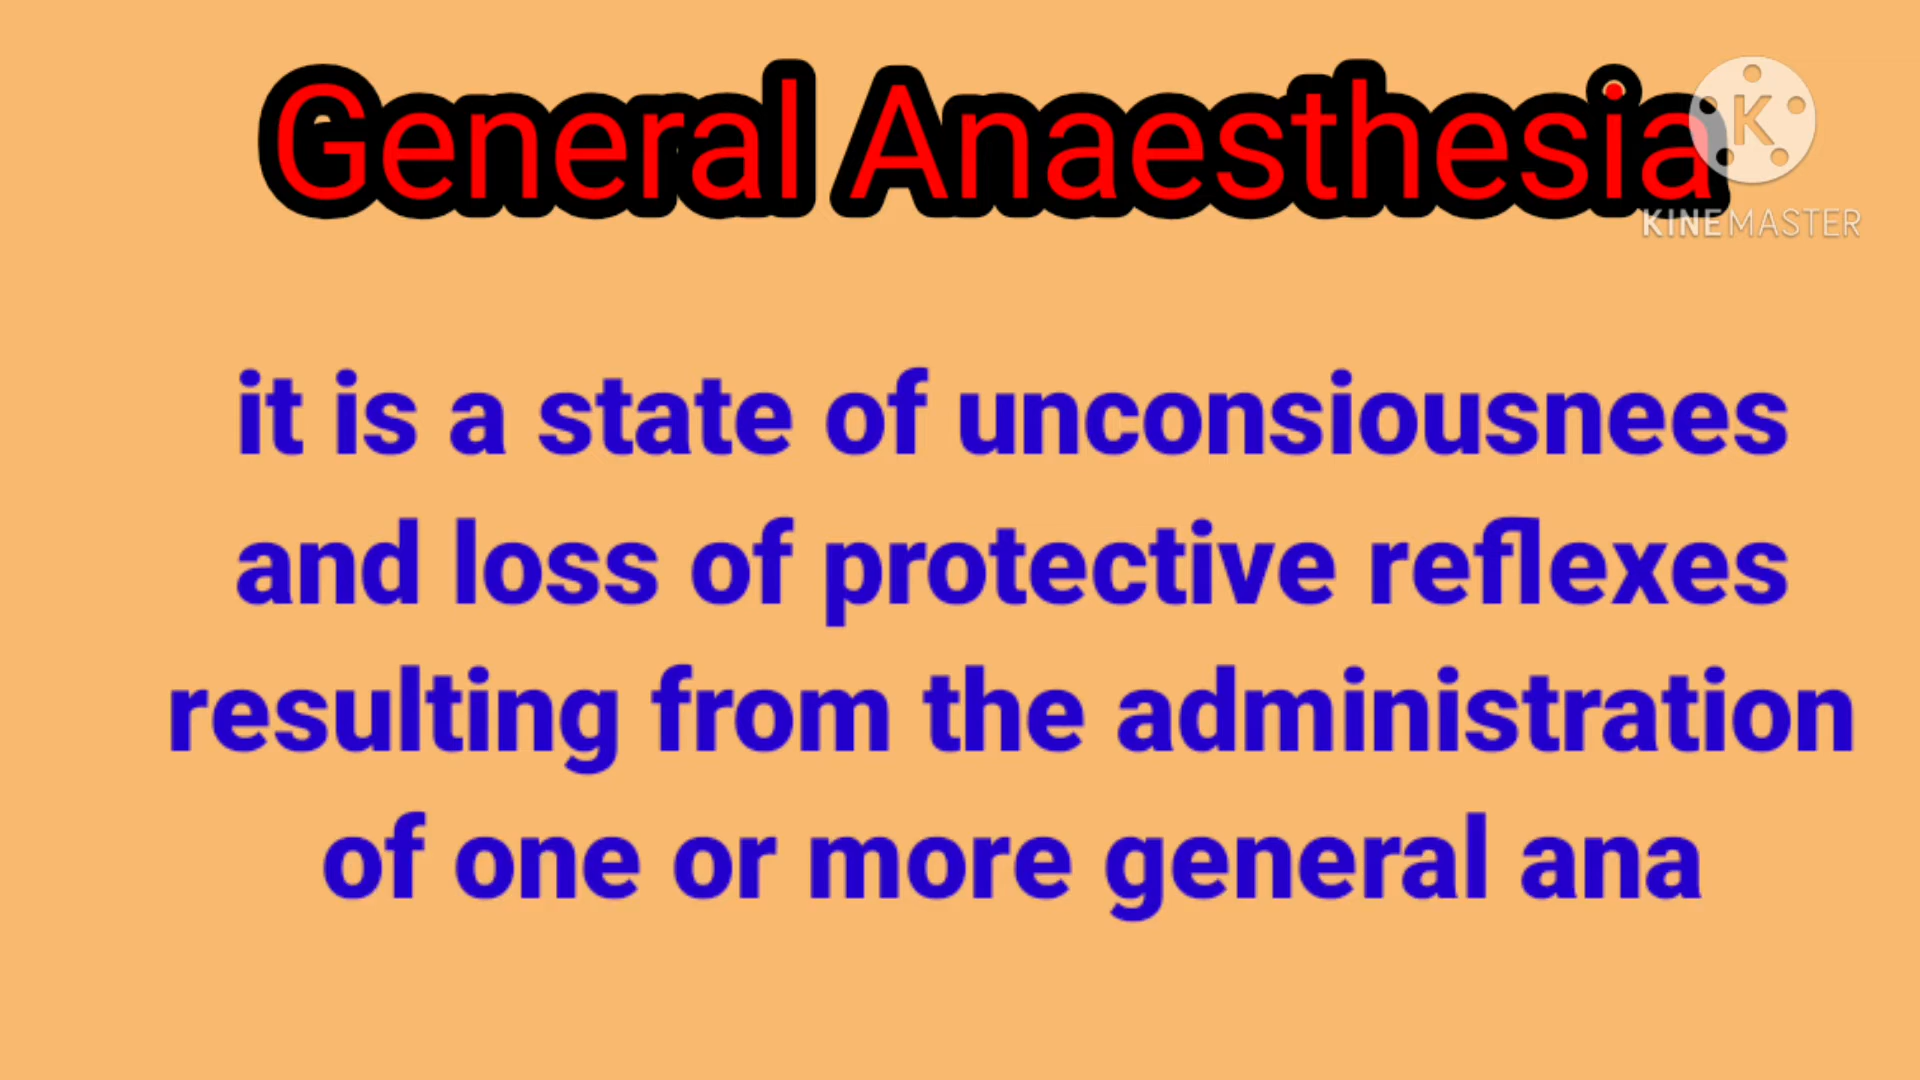 General Anaesthesia
K
KINEMASTER
it is a state of unconsiousnees
and loss of protective reflexes
resulting from the administration
of one or more general ana